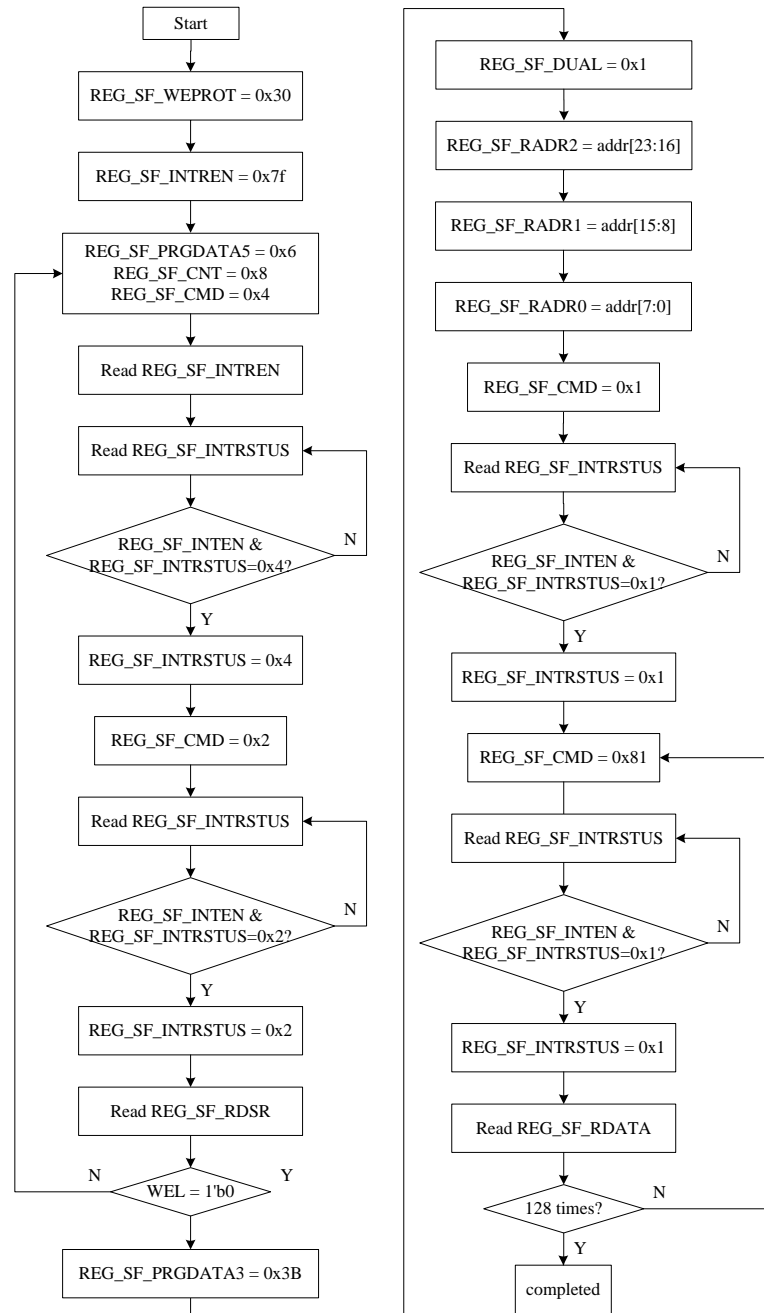 Start
REG_SF_WEPROT = 0x30
REG_SF_INTREN = 0x7f
REG_SF_PRGDATA5 = 0x6
REG_SF_CNT = 0x8
REG_SF_CMD = 0x4
Read REG_SF_INTREN
Read REG_SF_INTRSTUS
REG_SF_INTEN &
REG_SF_INTRSTUS=0x4?
N
Y
REG_SF_INTRSTUS = 0x4
REG_SF_CMD = 0x2
Read REG_SF_INTRSTUS
REG_SF_INTEN &
REG_SF_INTRSTUS=0x2?
N
Y
REG_SF_INTRSTUS = 0x2
Read REG_SF_RDSR
N
WEL = 1'b0
Y
REG_SF_PRGDATA3 = 0x3B
REG_SF_DUAL = 0x1
REG_SF_RADR2 = addr[23:16]
REG_SF_RADR1 = addr[15:8]
REG_SF_RADR0 = addr[7:0]
REG_SF_CMD = 0x1
Read REG_SF_INTRSTUS
REG_SF_INTEN &
REG_SF_INTRSTUS=0x1?
N
Y
REG_SF_INTRSTUS = 0x1
REG_SF_CMD = 0x81
Read REG_SF_INTRSTUS
REG_SF_INTEN &
REG_SF_INTRSTUS=0x1?
N
Y
REG_SF_INTRSTUS = 0x1
Read REG_SF_RDATA
128 times?
N
Y
completed